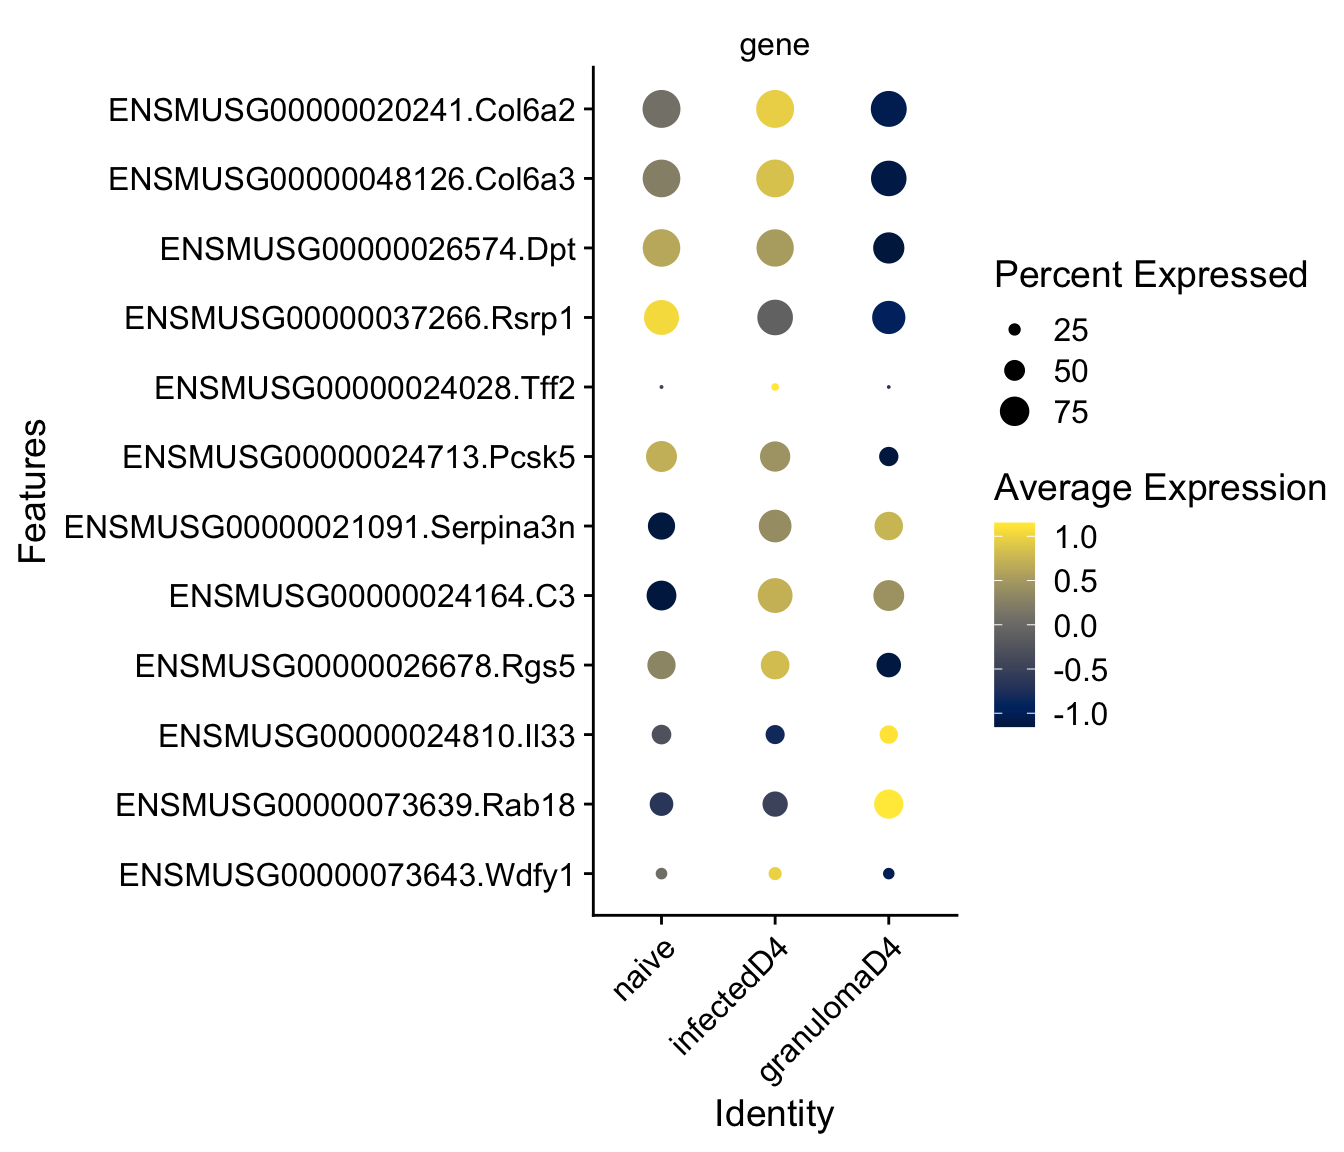 gene
ENSMUSG00000020241.Col6a2
ENSMUSG00000048126.Col6a3
ENSMUSG00000026574.Dpt
ENSMUSG00000037266.Rsrp1
ENSMUSG00000024028.Tff2
ENSMUSG00000024713.Pcsk5
ENSMUSG00000021091.Serpina3n
ENSMUSG00000024164.C3
ENSMUSG00000026678.Rgs5
ENSMUSG00000024810.Il33
ENSMUSG00000073639.Rab18
ENSMUSG00000073643.Wdfy1
Features
naive
infectedD4
granulomaD4
Identity
Percent Expressed
25
50
75
Average Expression
1.0
0.5
0.0
-0.5
-1.0